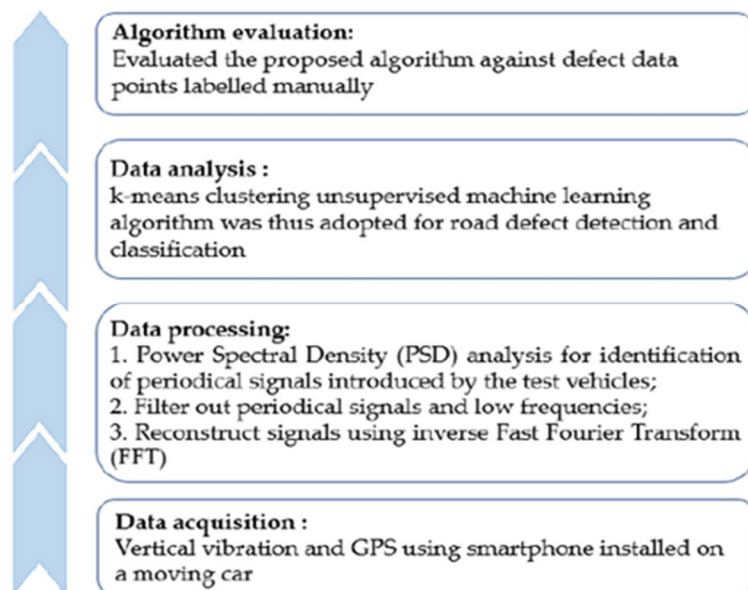 Algorithm evaluation:
Evaluated the proposed algorithm against defect data
points labelled manually
Data analysis :
k-means clustering unsupervised machine learning
algorithm was thus adopted for road defect detection and
classification
Data processing:
1. Power Spectral Density (PSD) analysis for identification
of periodical signals introduced by the test vehicles;
2. Filter out periodical signals and low frequencies;
3. Reconstruct signals using inverse Fast Fourier Transform
(FFT)
Data acquisition :
Vertical vibration and GPS using smartphone installed on
a moving car